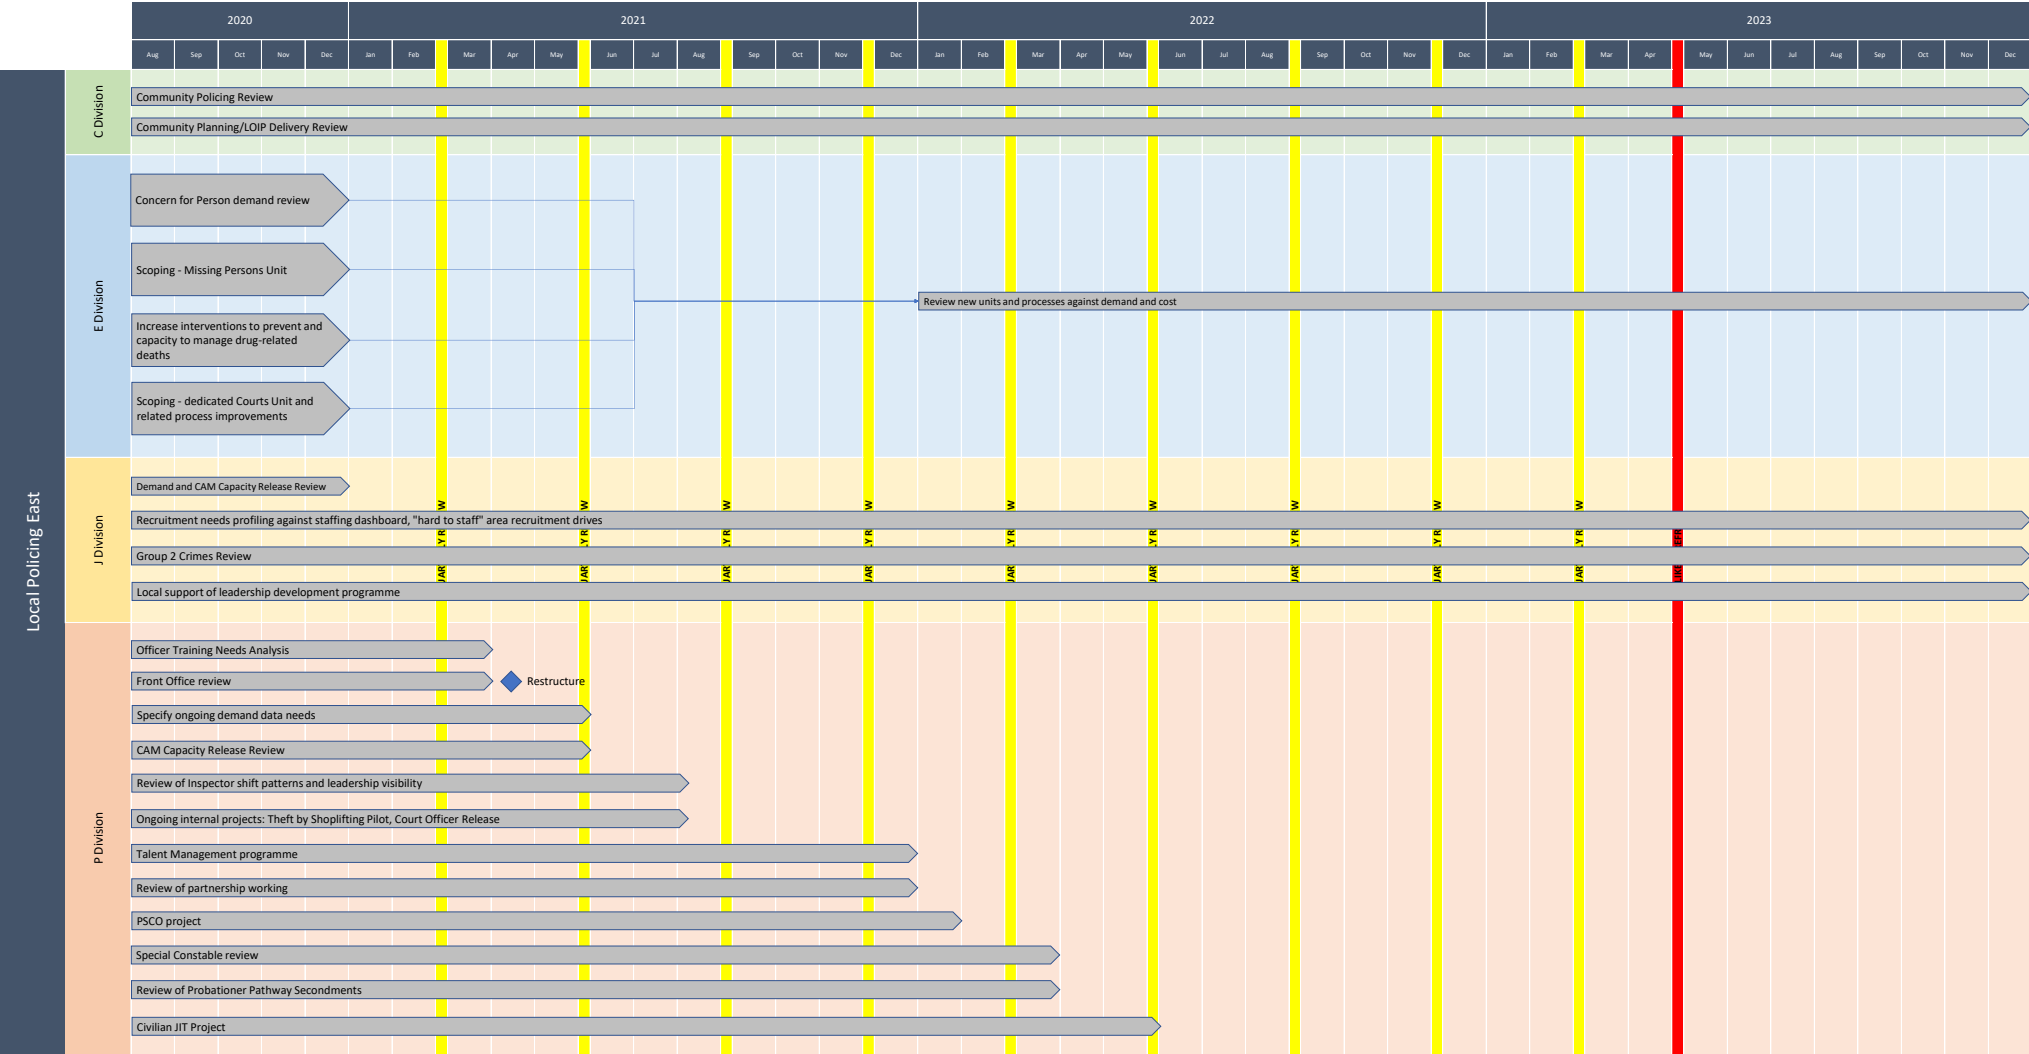 2020
2021
2022
2023
Aug Sep Oct Nov Dec Jan Feb Mar Apr May Jun Jul Aug Sep Oct Nov Dec Jan Feb Mar Apr May Jun Jul Aug Sep Oct Nov Dec Jan Feb Mar Apr May Jun Jul Aug Sep Oct Nov Dec
Local Policing East
C Division
Community Policing Review
Community Planning/LOIP Delivery Review
E Division
Concern for Person demand review
Scoping - Missing Persons Unit
Increase interventions to prevent and
capacity to manage drug-related
deaths
Scoping - dedicated Courts Unit and
related process improvements
Review new units and processes against demand and cost
J Division
Demand and CAM Capacity Release Review
Recruitment needs profiling against staffing dashboard, "hard to staff" area recruitment drives
Group 2 Crimes Review
Local support of leadership development programme
P Division
Officer Training Needs Analysis
Front Office review
Restructure
Specify ongoing demand data needs
CAM Capacity Release Review
Review of Inspector shift patterns and leadership visibility
Ongoing internal projects: Theft by Shoplifting Pilot, Court Officer Release
Talent Management programme
Review of partnership working
PSCO project
Special Constable review
Review of Probationer Pathway Secondments
Civilian JIT Project